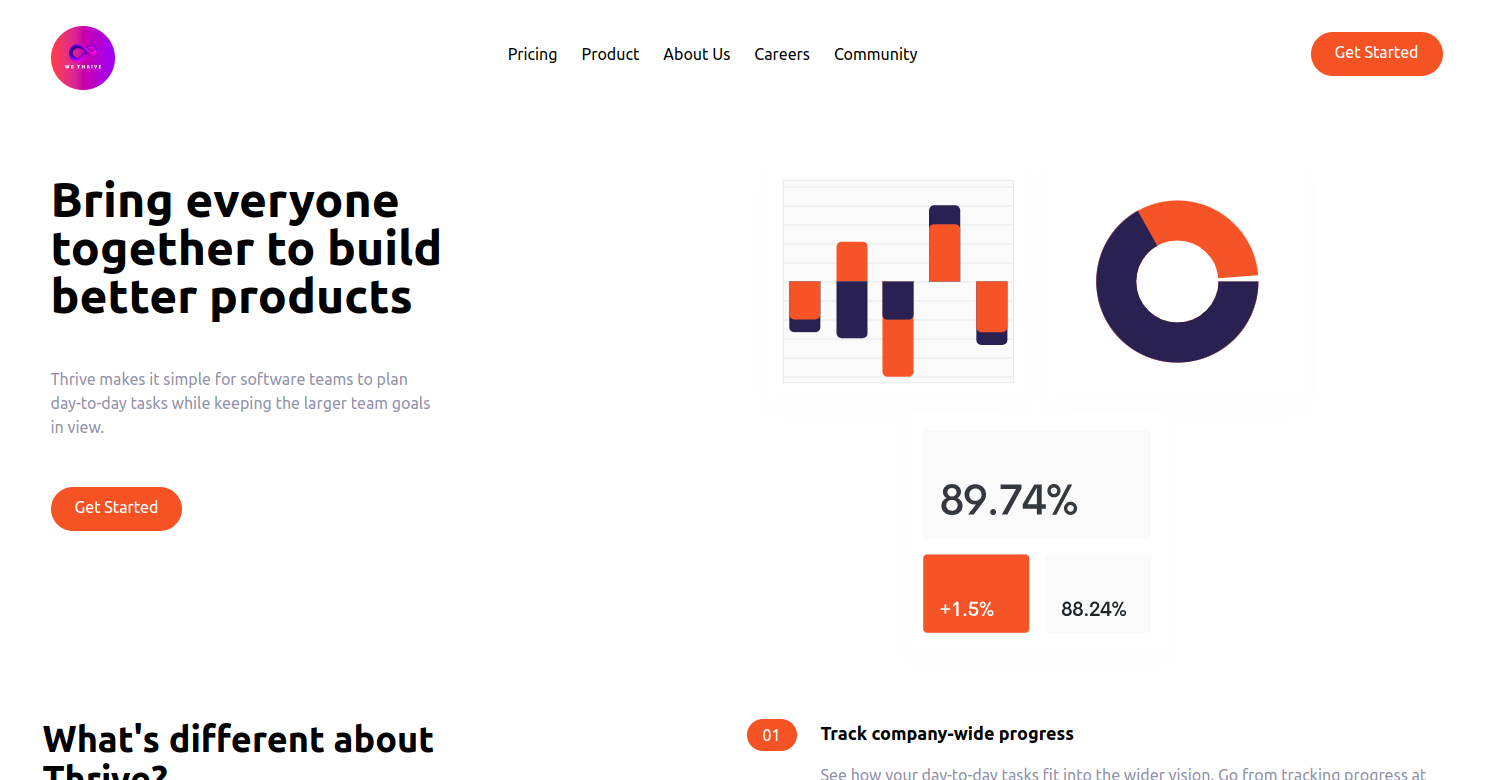 WE THRIVE
Pricing
Product
About Us
Careers
Community
Get Started
Bring everyone
together to build
better products
Thrive makes it simple for software teams to plan
day-to-day tasks while keeping the larger team goals
in view.
Get Started
89.74%
+1.5%
88.24%
What's different about
Thrive?
01
Track company-wide progress
See how your day-to-day tasks fit into the wider vision. Go from tracking progress at